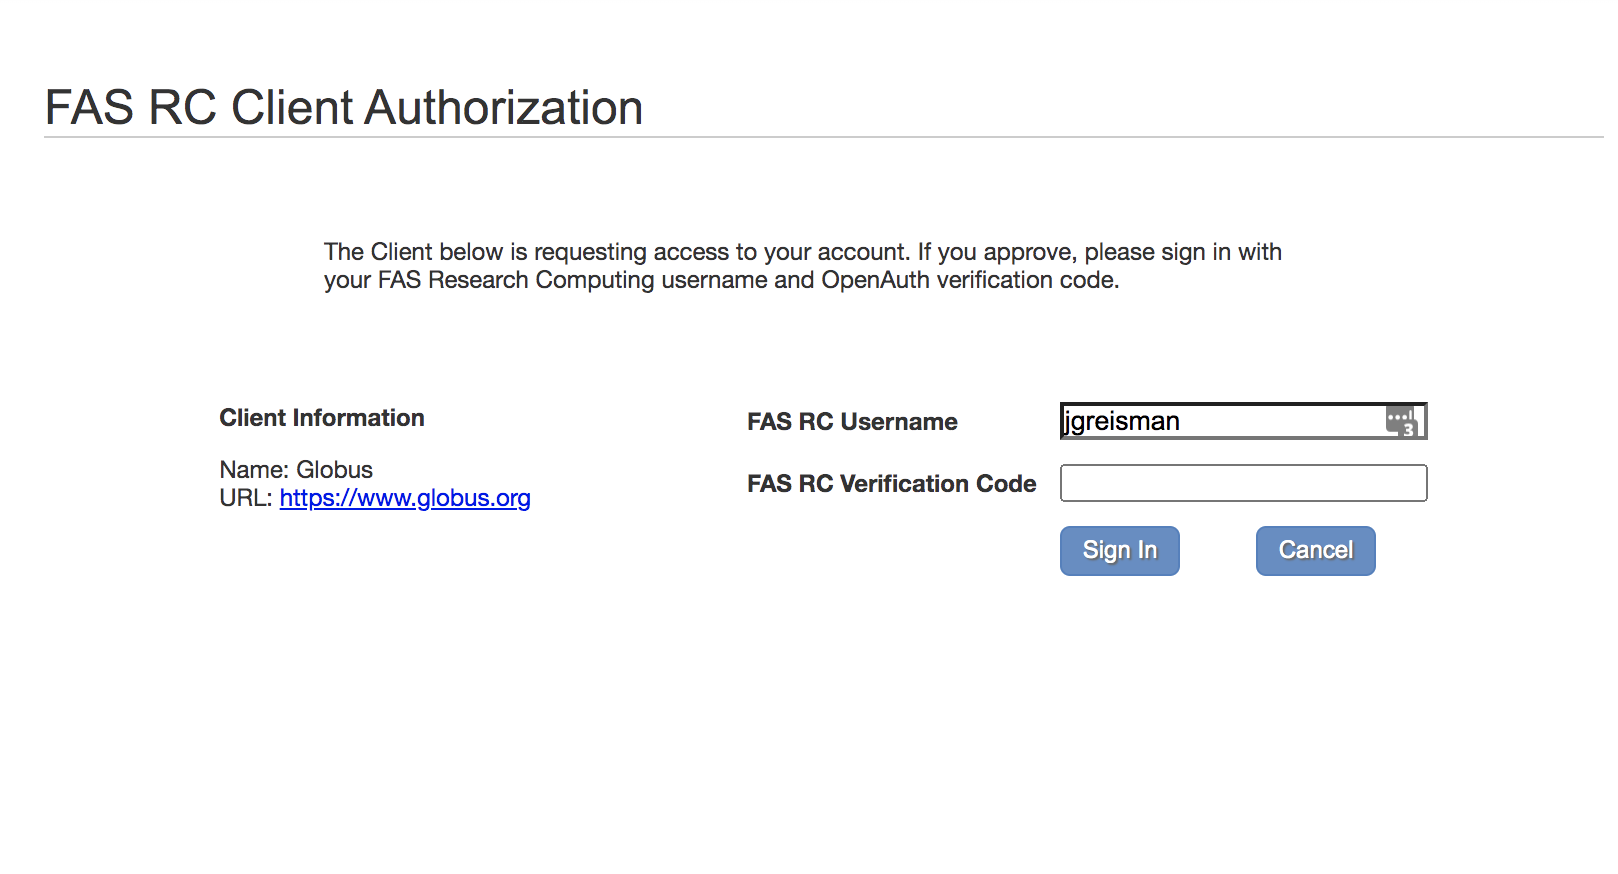 FAS RC Client Authorization
The Client below is requesting access to your account. If you approve, please sign in with
your FAS Research Computing username and OpenAuth verification code.
Client Information
Name: Globus
URL: https://www.globus.org
FAS RC Username
jgreisman
3
FAS RC Verification Code
Sign In
Cancel